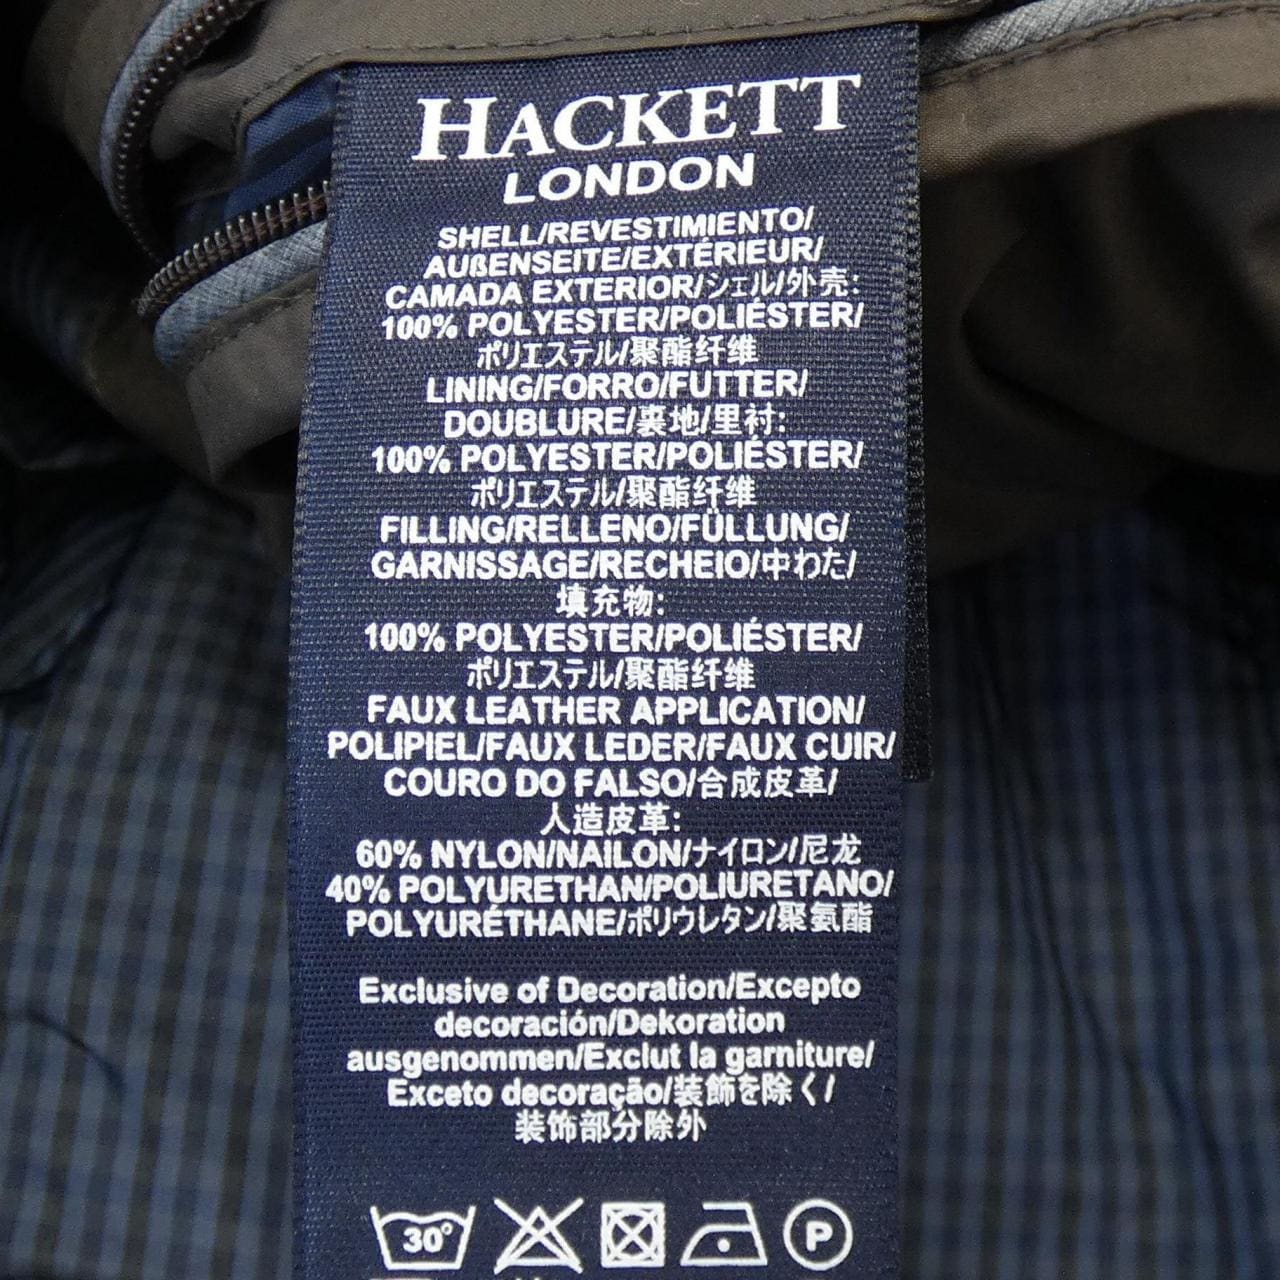 HACKETT
LONDON
SHELL/REVESTIMIENTO/
AUßENSEITE/EXTÉRIEUR/
CAMADA EXTERIOR/シェル/外壳:
100% POLYESTER/POLIÉSTER/
ポリエステル/聚酯纤维
LINING/FORRO/FUTTER/
DOUBLURE/裏地/里衬:
100% POLYESTER/POLIÉSTER/
ポリエステル/聚酯纤维
FILLING/RELLENO/FÜLLUNG/
GARNISSAGE/RECHEIO/中わた/
填充物:
100% POLYESTER/POLIÉSTER/
ポリエステル/聚酯纤维
FAUX LEATHER APPLICATION/
POLIPIEL/FAUX LEDER/FAUX CUIR/
COURO DO FALSO/合成皮革/
人造皮革:
60% NYLON/NAILON/ナイロン/尼龙
40% POLYURETHAN/POLIURETANO/
POLYURÉTHANE/ポリウレタン/聚氨酯
Exclusive of Decoration/Excepto
decoración/Dekoration
ausgenommen/Exclut la garniture/
Exceto decoração/装飾を除く/
装饰部分除外
30° P